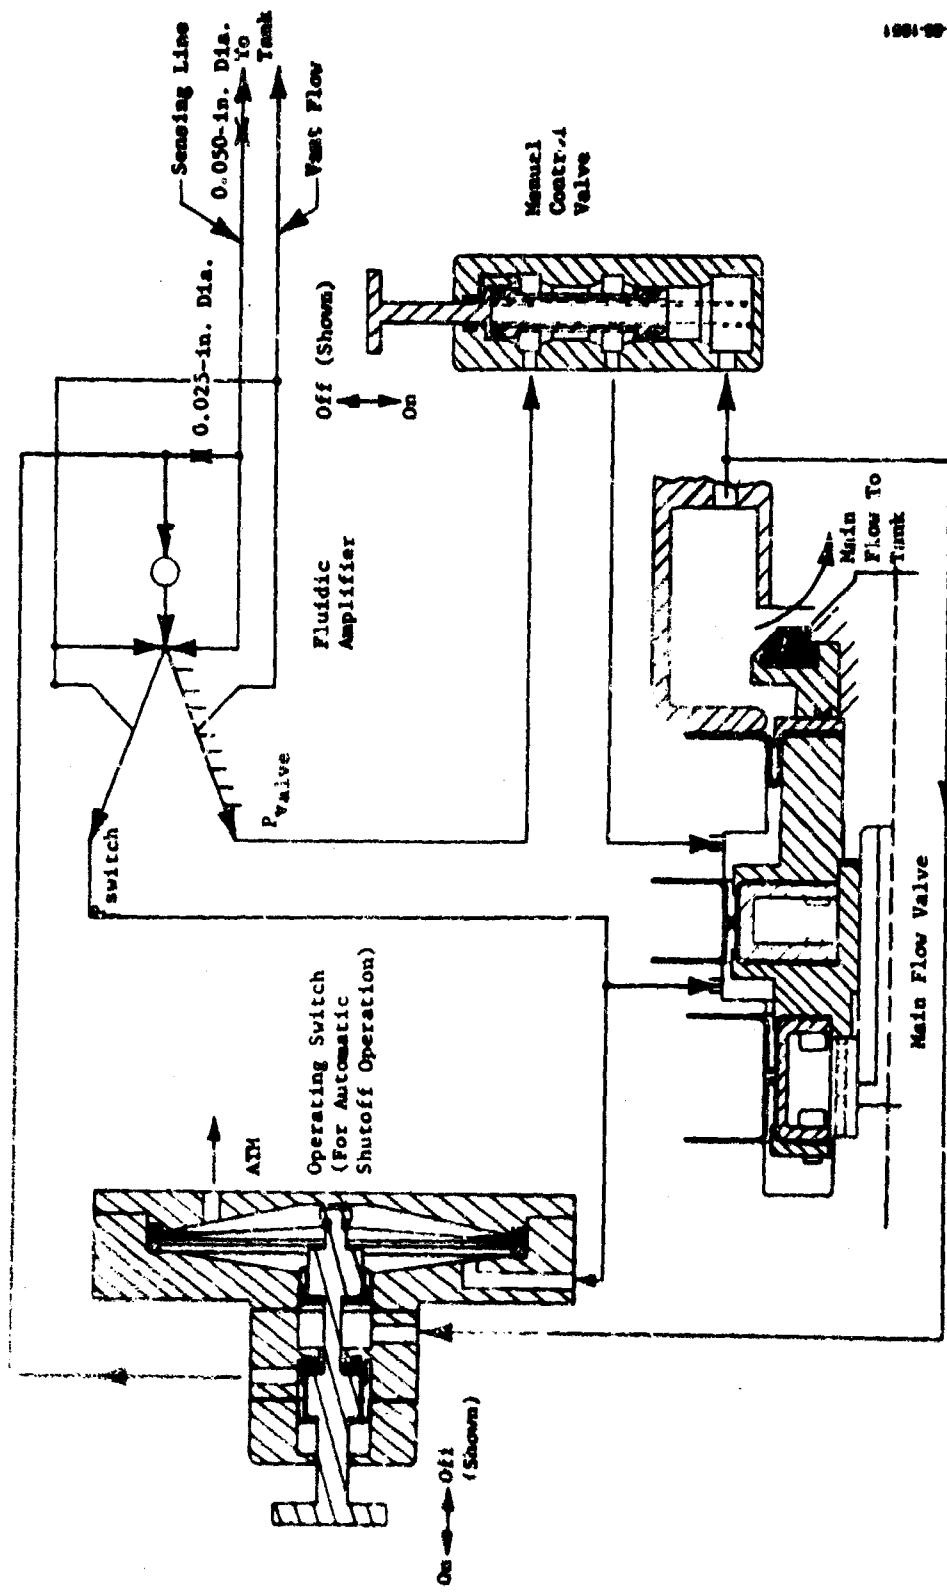 Sensing Line
0.050-in. Dia.
To
Tank
Vent Flow
0.025-in. Dia.
Off (Shown)
On
Manual
Control
Valve
Fluidic
Amplifier
P valve
P switch
Main
Flow To
Tank
Operating Switch
(For Automatic
Shutoff Operation)
ATM
Main Flow Valve
On
Off
(Shown)